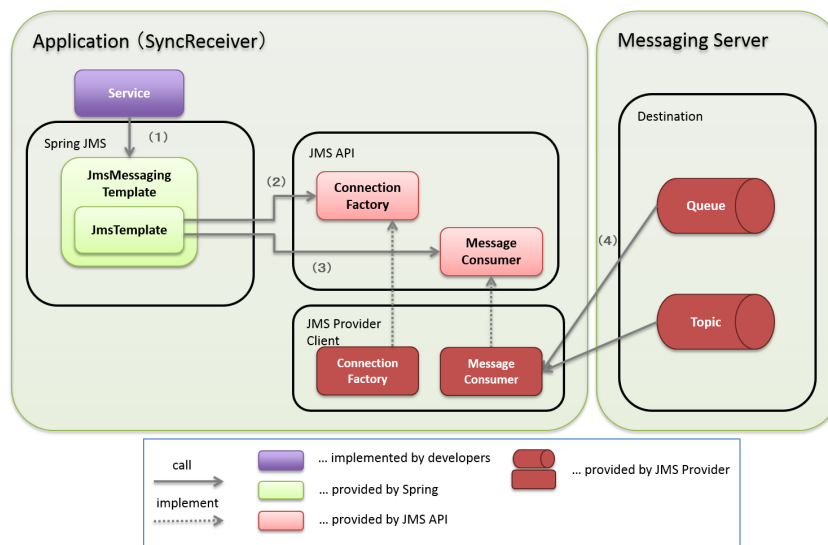 Application （SyncReceiver）
Messaging Server
Service
(1)
Spring JMS
JmsMessaging
Template
JmsTemplate
(2)
(3)
JMS API
Connection
Factory
Message
Consumer
JMS Provider
Client
Connection
Factory
Message
Consumer
Destination
Queue
(4)
Topic
call
implement
... implemented by developers
... provided by Spring
... provided by JMS API
... provided by JMS Provider